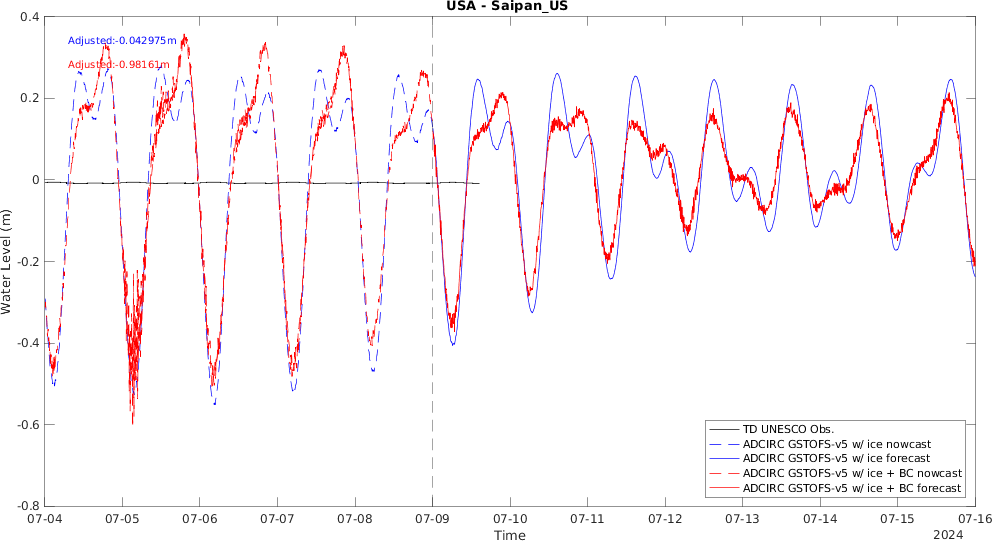 USA - Saipan_US
Adjusted:-0.042975m
Adjusted:-0.98161m
0.4
0.2
0
-0.2
-0.4
-0.6
-0.8
Water Level (m)
TD UNESCO Obs.
ADCIRC GSTOFS-v5 w/ ice nowcast
ADCIRC GSTOFS-v5 w/ ice forecast
ADCIRC GSTOFS-v5 w/ ice + BC nowcast
ADCIRC GSTOFS-v5 w/ ice + BC forecast
07-04 07-05 07-06 07-07 07-08 07-09 07-10 07-11 07-12 07-13 07-14 07-15 07-16
Time
2024